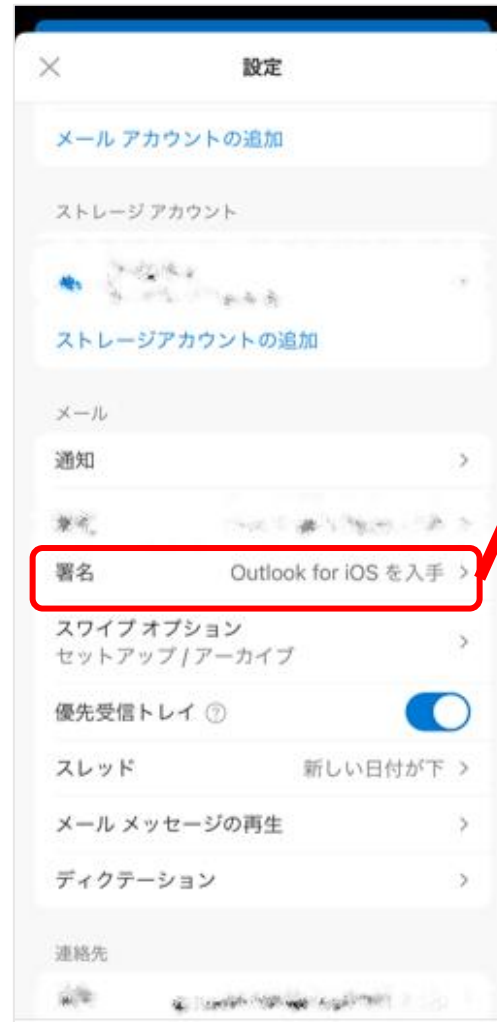 設定
メール アカウントの追加
ストレージ アカウント
ストレージアカウントの追加
メール
通知
署名 Outlook for iOS を入手
スワイプ オプション
セットアップ / アーカイブ
優先受信トレイ ?
スレッド 新しい日付が下
メール メッセージの再生
ディクテーション
連絡先